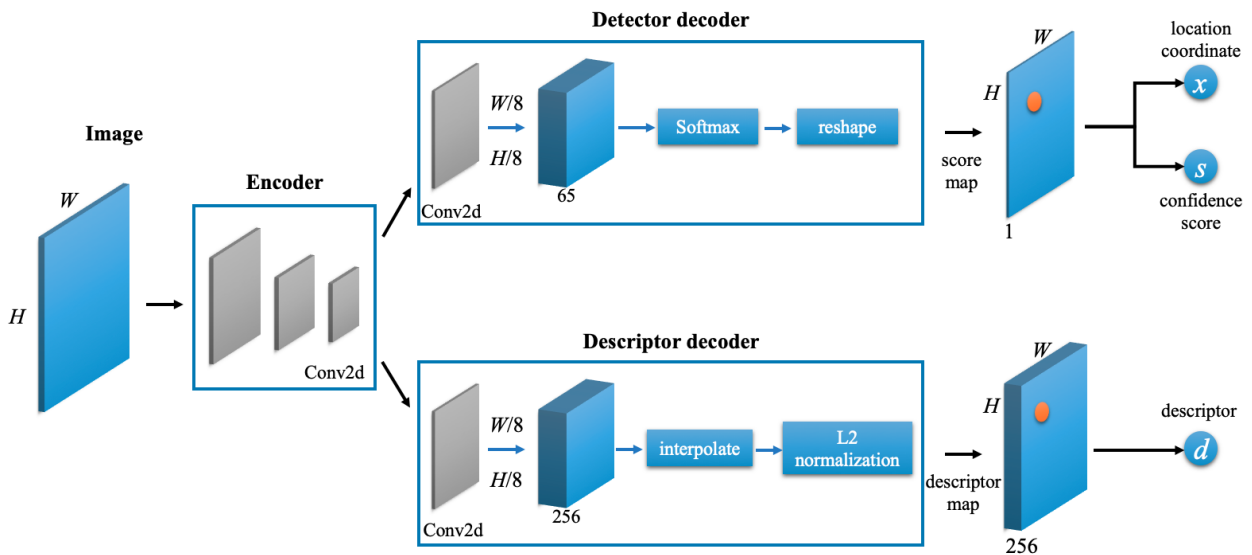 Image
W
H
Encoder
Conv2d
Detector decoder
Conv2d
W/8
H/8
65
Softmax
reshape
score
map
W
H
1
location
coordinate
x
s
confidence
score
Descriptor decoder
Conv2d
W/8
H/8
256
interpolate
L2
normalization
descriptor
map
W
H
256
descriptor
d